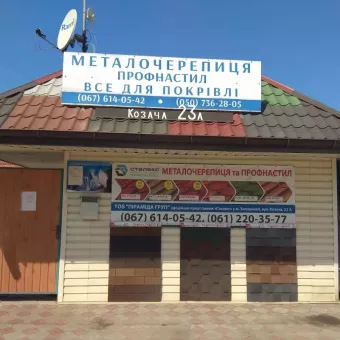 МЕТАЛОЧЕРЕПИЦЯ
ПРОФНАСТИЛ
ВСЕ ДЛЯ ПОКРІВЛІ
(067) 614-05-42 • (050) 736-28-05
Козача 23А
МЕТАЛОЧЕРЕПИЦЯ та ПРОФНАСТИЛ
(067) 614-05-42, (061) 220-35-77
ТОВ "ПІРАМІДА ГРУП"